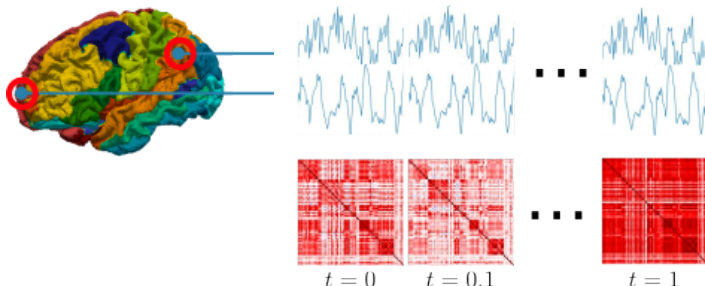 t = 0
t = 0.1
t = 1